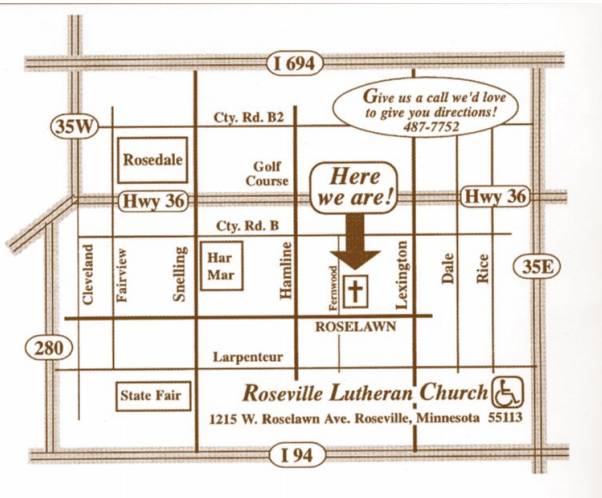 I 694
Give us a call we'd love
to give you directions!
487-7752
35W
Cty. Rd. B2
Rosedale
Golf
Course
Here
we are!
Hwy 36
Hwy 36
Cty. Rd. B
Cleveland
Fairview
Snelling
Har
Mar
Hamline
Fernwood
Lexington
Dale
Rice
35E
ROSELAWN
280
Larpenteur
State Fair
Roseville Lutheran Church
1215 W. Roselawn Ave. Roseville, Minnesota 55113
I 94